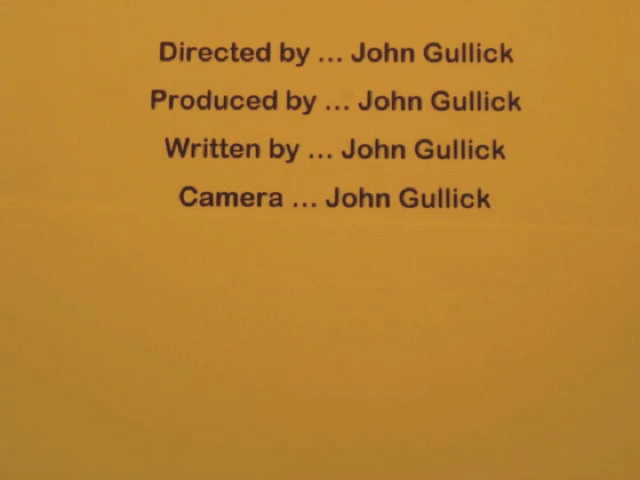 Directed by ... John Gullick
Produced by ... John Gullick
Written by ... John Gullick
Camera ... John Gullick